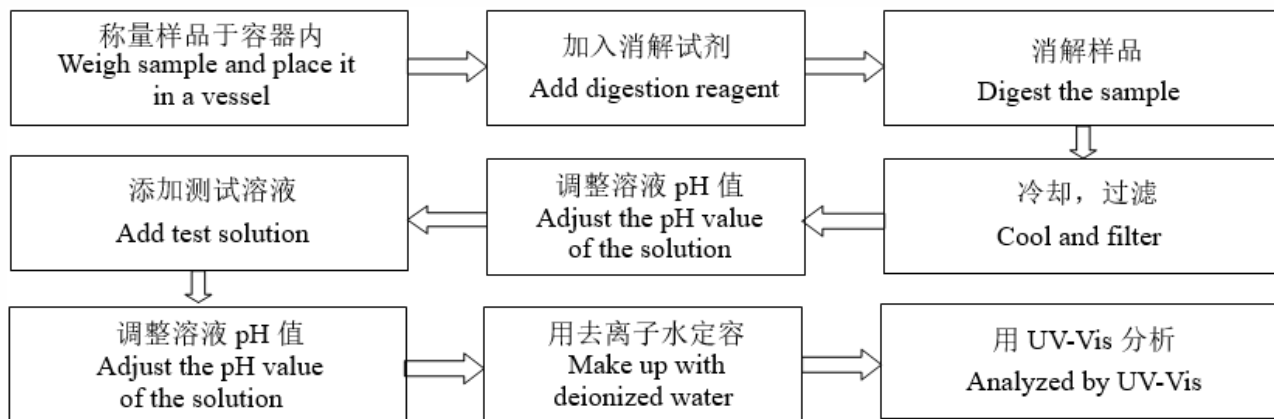 称量样品于容器内
Weigh sample and place it
in a vessel
加入消解试剂
Add digestion reagent
消解样品
Digest the sample
冷却，过滤
Cool and filter
调整溶液 pH 值
Adjust the pH value
of the solution
添加测试溶液
Add test solution
调整溶液 pH 值
Adjust the pH value
of the solution
用去离子水定容
Make up with
deionized water
用 UV-Vis 分析
Analyzed by UV-Vis